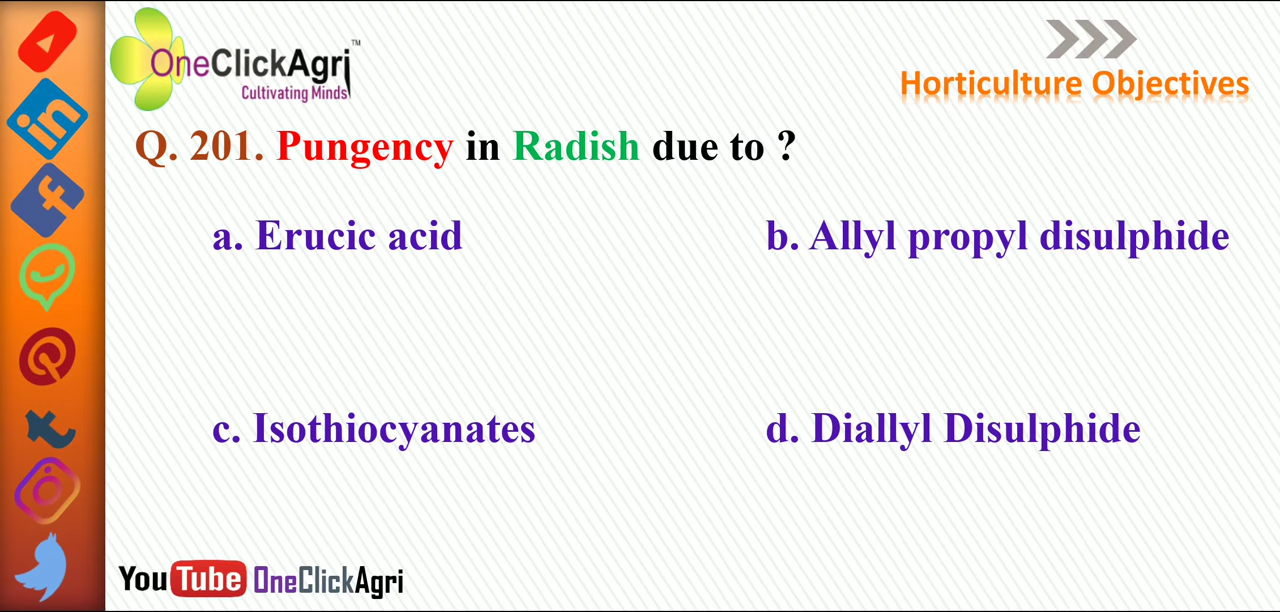 OneClickAgri™
Cultivating Minds
Horticulture Objectives
Q. 201. Pungency in Radish due to ?
a. Erucic acid
b. Allyl propyl disulphide
c. Isothiocyanates
d. Diallyl Disulphide
YouTube OneClickAgri